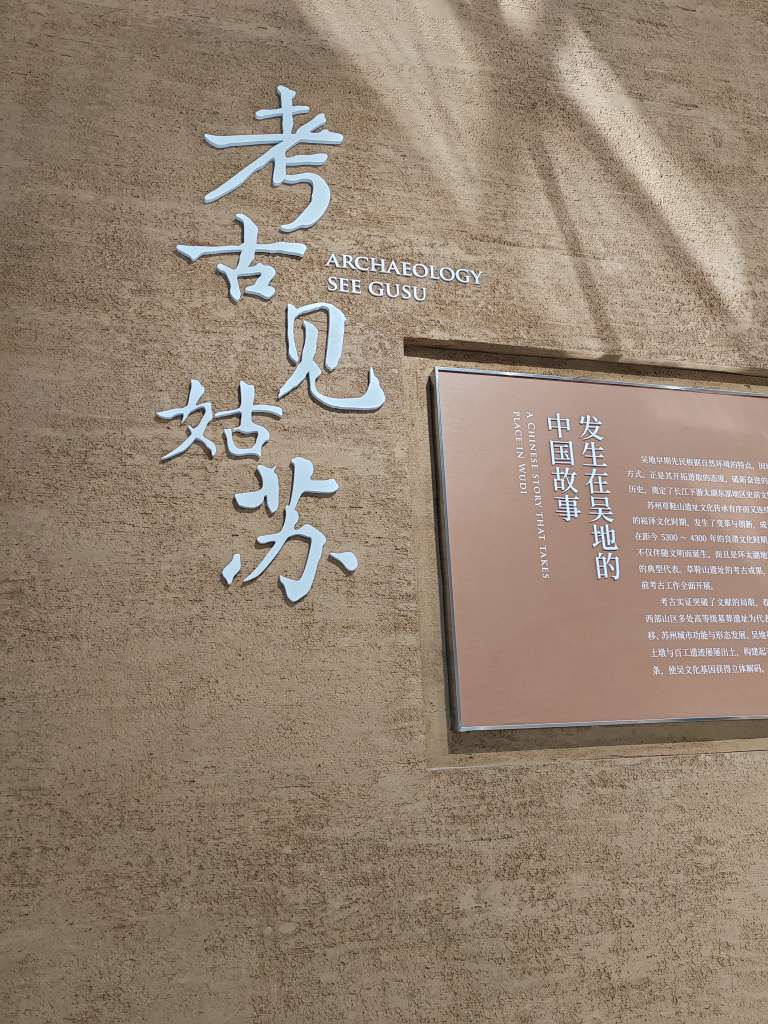 考古见姑苏
ARCHAEOLOGY
SEE GUSU
发生在吴地的
中国故事
A CHINESE STORY THAT TAKES
PLACE IN WUDI
吴地早期先民根据自然环境的特点，因
方式。正是其开拓进取的态度，砥砺奋进的
历史，奠定了长江下游太湖东部地区史前文
苏州草鞋山遗址文化传承有序而又连
的崧泽文化时期，发生了变革与创新。成
在距今 5300 ~ 4300 年的良渚文化时期
不仅伴随文明而诞生，而且是环太湖地
的典型代表。草鞋山遗址的考古成果，
前考古工作全面开展。
考古实证突破了文献的局限。春
西部山区多处高等级墓葬遗址为代表
移。苏州城市功能与形态发展、吴地
土墩与百工遗迹屡屡出土，构建起
条，使吴文化基因获得立体解码。